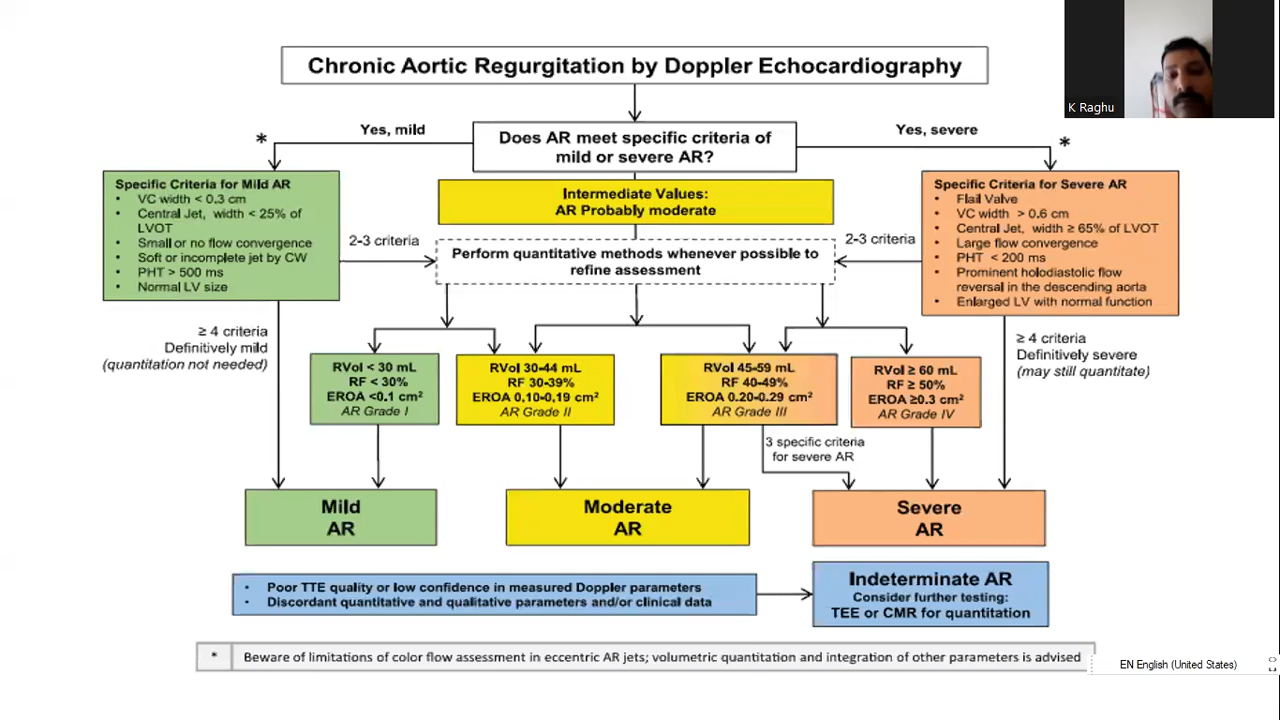 Chronic Aortic Regurgitation by Doppler Echocardiography
K Raghu
Yes, mild
Does AR meet specific criteria of
mild or severe AR?
Yes, severe
*
*
Specific Criteria for Mild AR
• VC width < 0.3 cm
• Central Jet, width < 25% of
LVOT
• Small or no flow convergence
• Soft or incomplete jet by CW
• PHT > 500 ms
• Normal LV size
Intermediate Values:
AR Probably moderate
Specific Criteria for Severe AR
• Flail Valve
• VC width > 0.6 cm
• Central Jet, width ≥ 65% of LVOT
• Large flow convergence
• PHT < 200 ms
• Prominent holodiastolic flow
reversal in the descending aorta
• Enlarged LV with normal function
2-3 criteria
Perform quantitative methods whenever possible to
refine assessment
2-3 criteria
≥ 4 criteria
Definitively mild
(quantitation not needed)
≥ 4 criteria
Definitively severe
(may still quantitate)
RVol < 30 mL
RF < 30%
EROA <0.1 cm²
AR Grade I
RVol 30-44 mL
RF 30-39%
EROA 0,10-0,19 cm²
AR Grade II
RVol 45-59 mL
RF 40-49%
EROA 0.20-0.29 cm²
AR Grade III
RVol ≥ 60 mL
RF ≥ 50%
EROA ≥0.3 cm²
AR Grade IV
3 specific criteria
for severe AR
Mild
AR
Moderate
AR
Severe
AR
• Poor TTE quality or low confidence in measured Doppler parameters
• Discordant quantitative and qualitative parameters and/or clinical data
Indeterminate AR
Consider further testing:
TEE or CMR for quantitation
* Beware of limitations of color flow assessment in eccentric AR jets; volumetric quantitation and integration of other parameters is advised
EN English (United States)